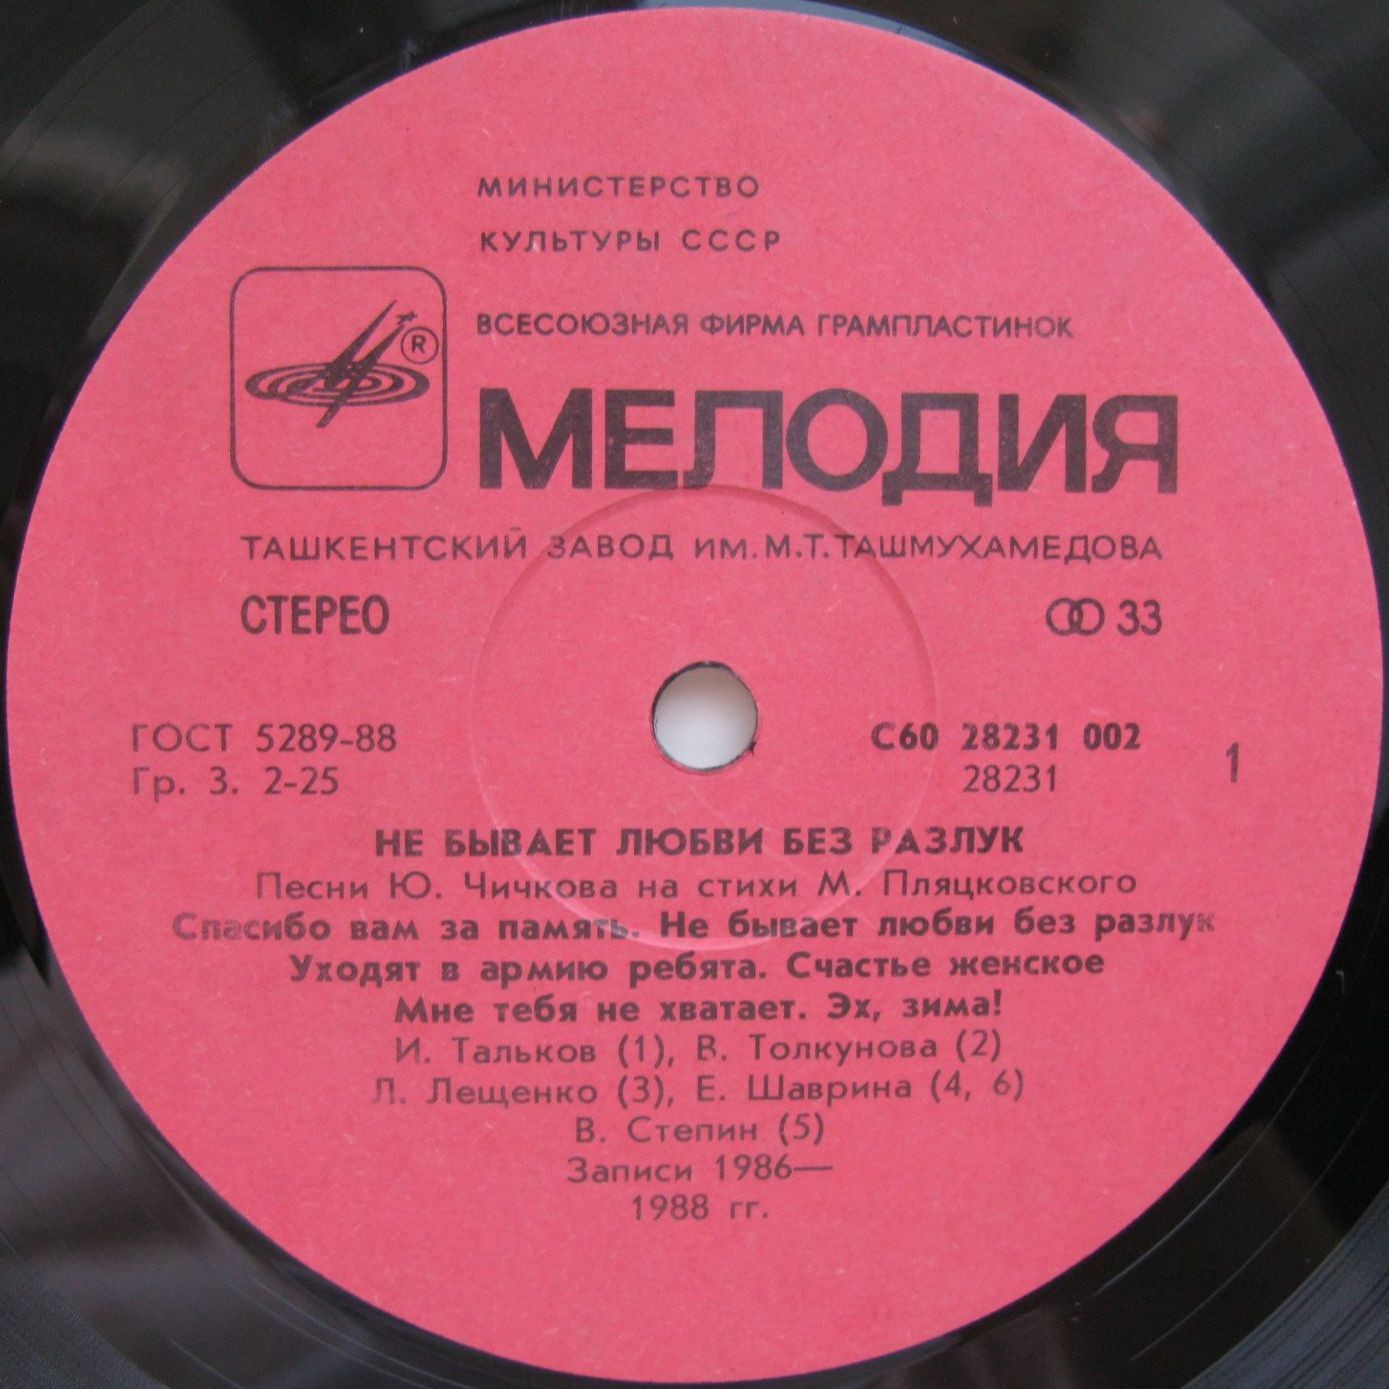 МИНИСТЕРСТВО
КУЛЬТУРЫ СССР
ВСЕСОЮЗНАЯ ФИРМА ГРАМПЛАСТИНОК
®
МЕЛОДИЯ
ТАШКЕНТСКИЙ ЗАВОД ИМ. М.Т. ТАШМУХАМЕДОВА
СТЕРЕО 33
ГОСТ 5289-88 С60 28231 002
Гр. 3. 2-25 28231 1
НЕ БЫВАЕТ ЛЮБВИ БЕЗ РАЗЛУК
Песни Ю. Чичкова на стихи М. Пляцковского
Спасибо вам за память. Не бывает любви без разлук
Уходят в армию ребята. Счастье женское
Мне тебя не хватает. Эх, зима!
И. Тальков (1), В. Толкунова (2)
Л. Лещенко (3), Е. Шаврина (4, 6)
В. Степин (5)
Записи 1986—
1988 гг.